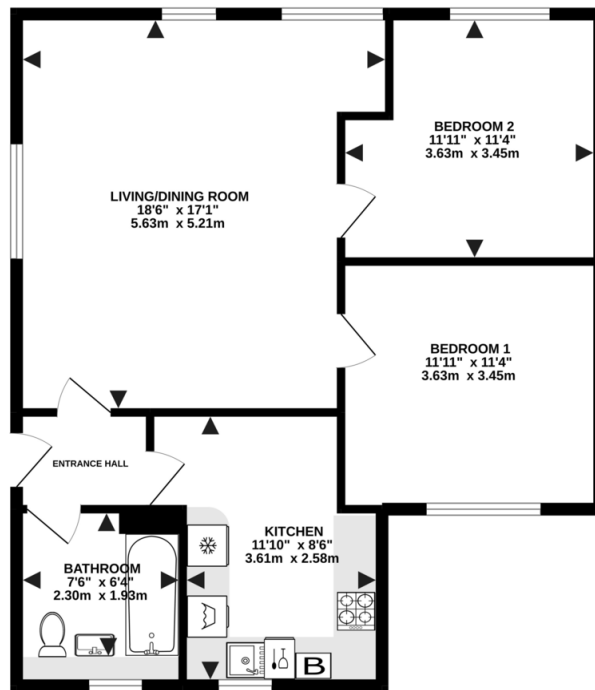 BEDROOM 2
11'11" x 11'4"
3.63m x 3.45m
LIVING/DINING ROOM
18'6" x 17'1"
5.63m x 5.21m
BEDROOM 1
11'11" x 11'4"
3.63m x 3.45m
ENTRANCE HALL
KITCHEN
11'10" x 8'6"
3.61m x 2.58m
BATHROOM
7'6" x 6'4"
2.30m x 1.93m
B